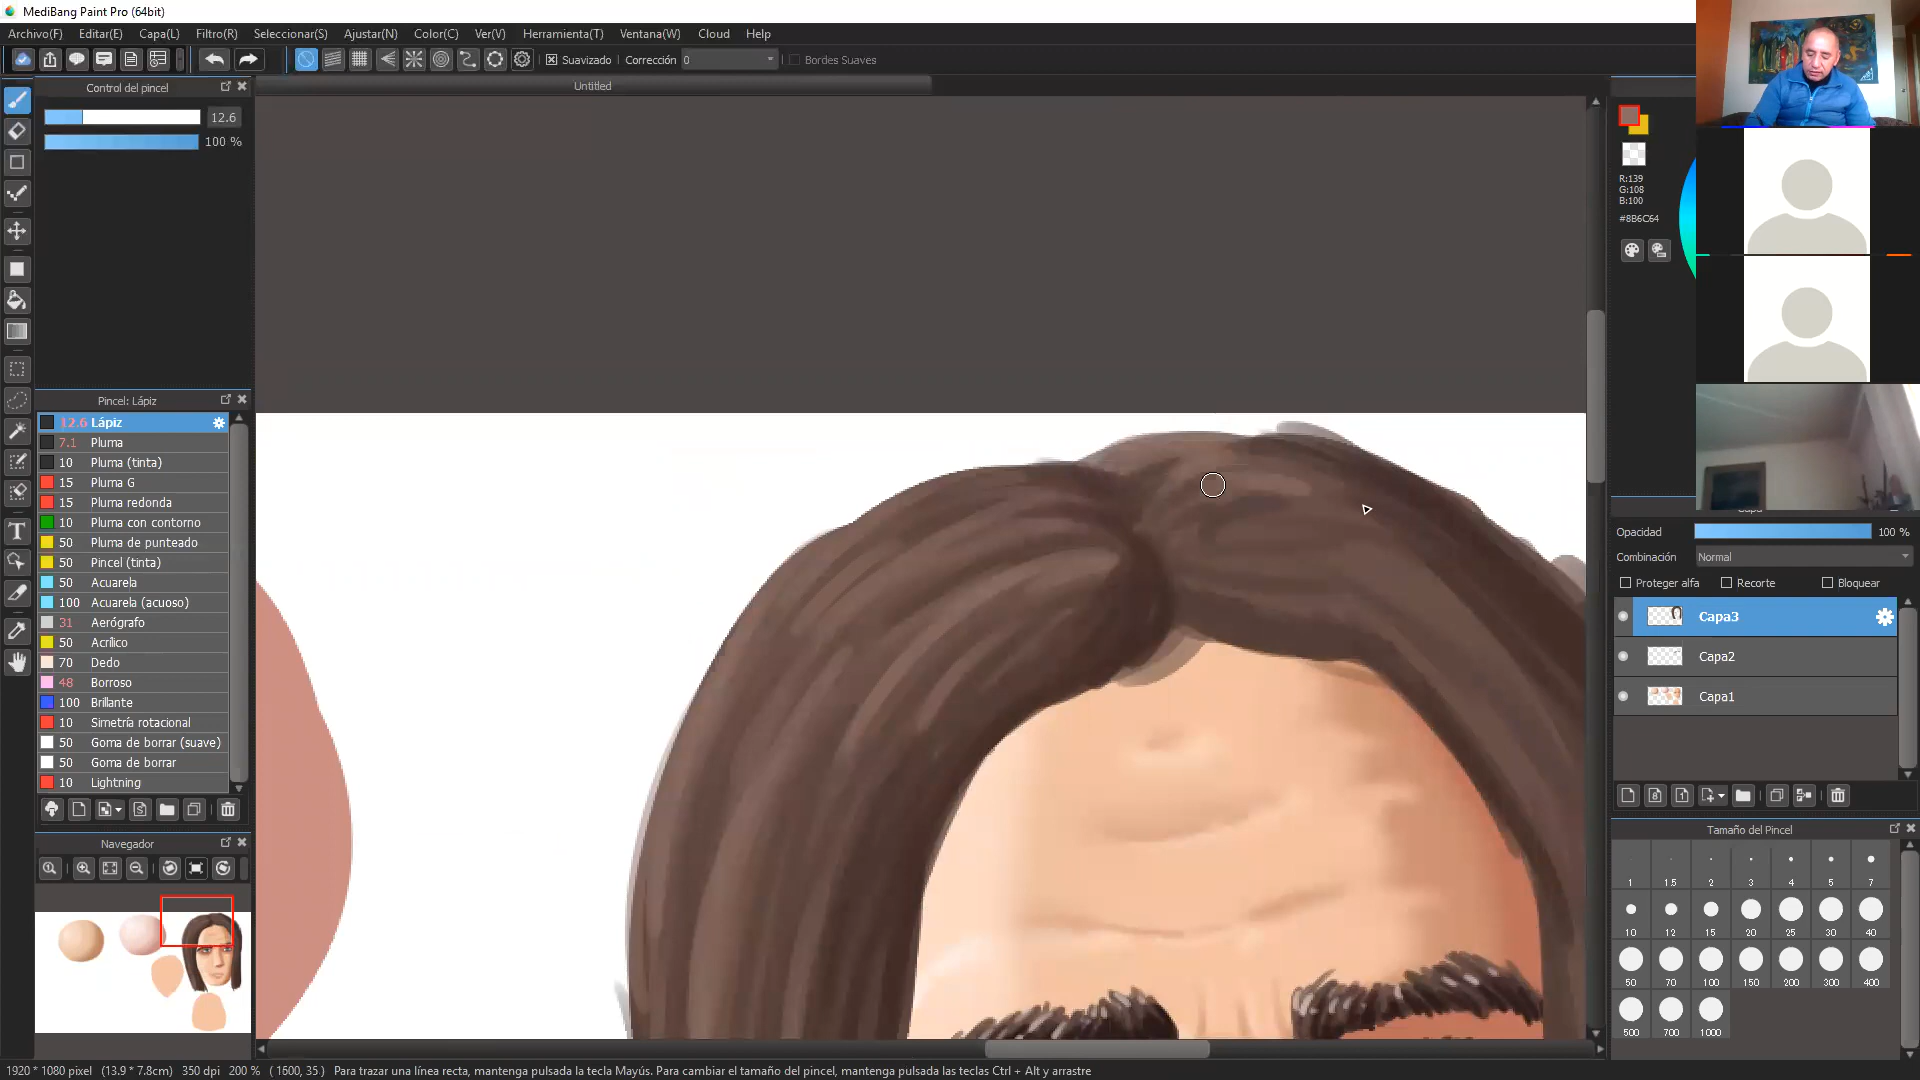 MediBang Paint Pro (64bit)
Archivo(F) Editar(E) Capa(L) Filtro(R) Seleccionar(S) Ajustar(N) Color(C) Ver(V) Herramienta(T) Ventana(W) Cloud Help
Suavizado Corrección 0 Bordes Suaves
Control del pincel
Untitled
12.6
100 %
R:139
G:108
B:100
#8B6C64
Pincel: Lápiz
12.6 Lápiz
7.1 Pluma
10 Pluma (tinta)
15 Pluma G
15 Pluma redonda
10 Pluma con contorno
50 Pluma de punteado
50 Pincel (tinta)
50 Acuarela
100 Acuarela (acuoso)
31 Aerógrafo
50 Acrílico
70 Dedo
48 Borroso
100 Brillante
10 Simetría rotacional
50 Goma de borrar (suave)
50 Goma de borrar
10 Lightning
Navegador
Opacidad 100 %
Combinación Normal
Proteger alfa Recorte Bloquear
Capa3
Capa2
Capa1
Tamaño del Pincel
1 1.5 2 3 4 5 7
10 12 15 20 25 30 40
50 70 100 150 200 300 400
500 700 1000
1920 * 1080 pixel (13.9 * 7.8cm) 350 dpi 200 % ( 1600, 35 ) Para trazar una línea recta, mantenga pulsada la tecla Mayús. Para cambiar el tamaño del pincel, mantenga pulsada las teclas Ctrl + Alt y arrastre